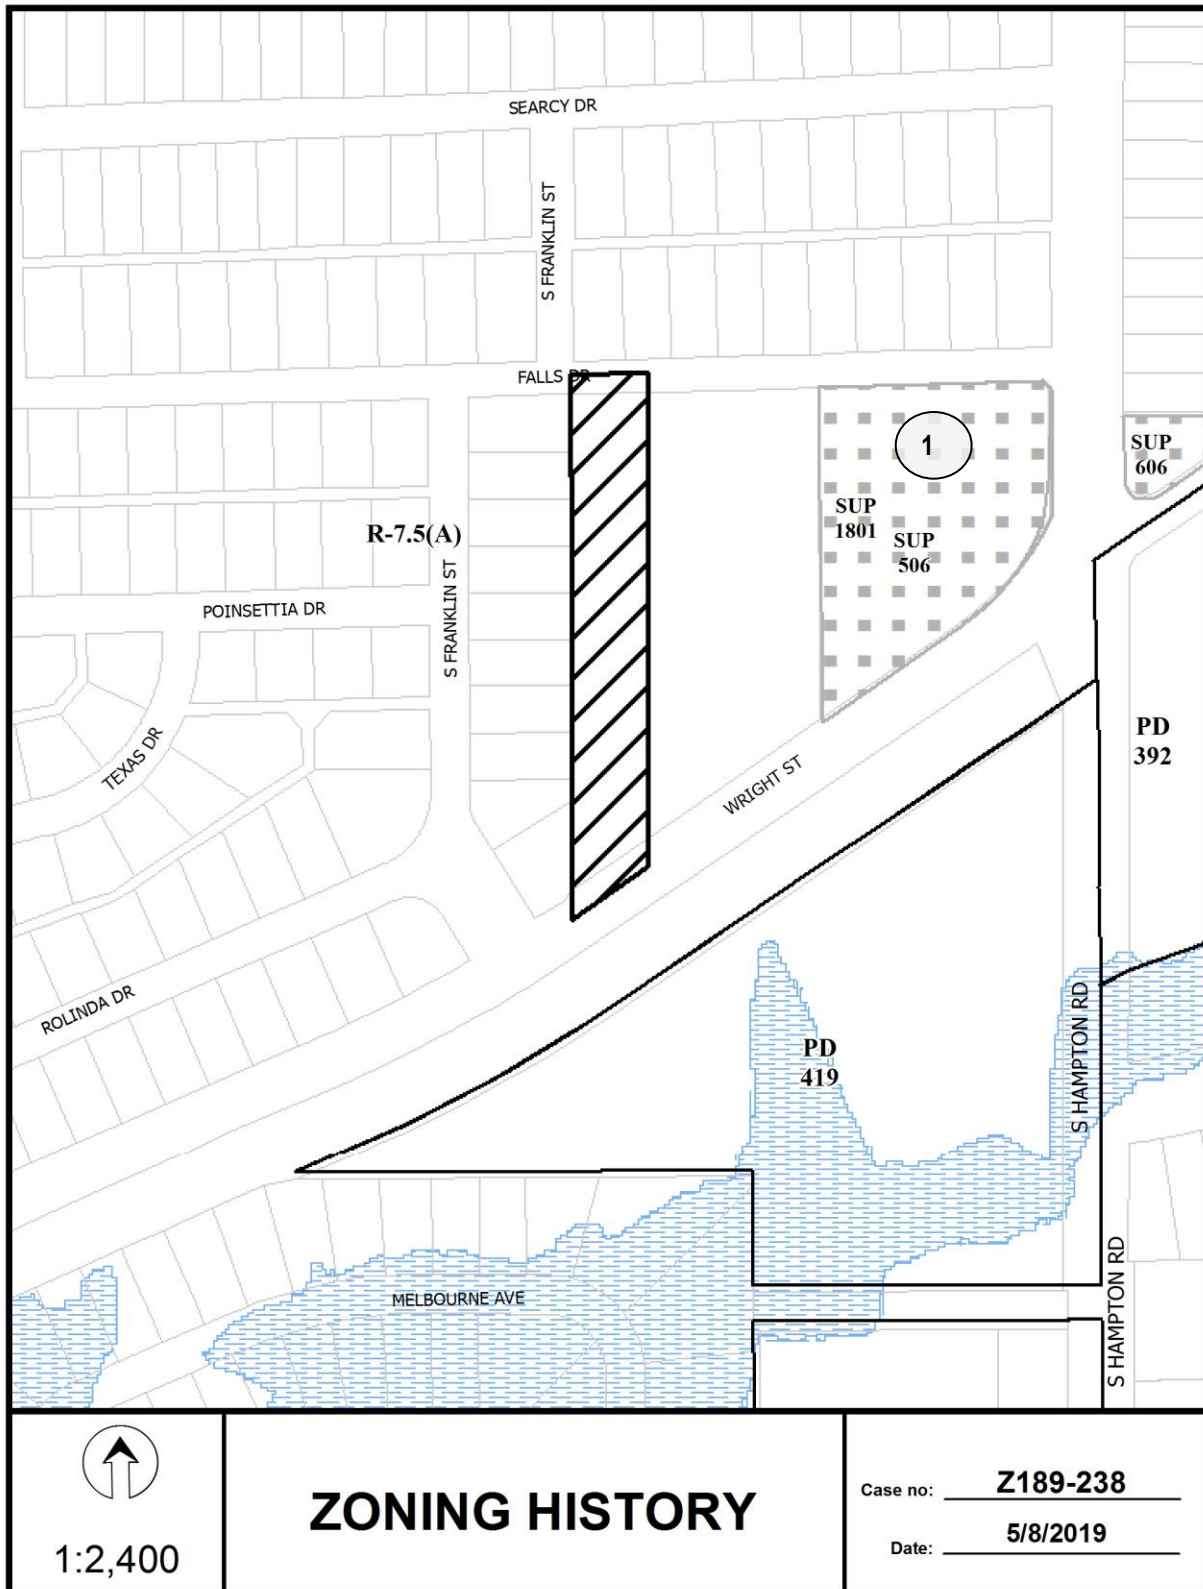 SEARCY DR
S FRANKLIN ST
FALLS DR
1
SUP
606
SUP
1801
SUP
506
R-7.5(A)
S FRANKLIN ST
POINSETTIA DR
TEXAS DR
WRIGHT ST
PD
392
ROLINDA DR
PD
419
S HAMPTON RD
MELBOURNE AVE
S HAMPTON RD
1:2,400
ZONING HISTORY
Case no: Z189-238
Date: 5/8/2019